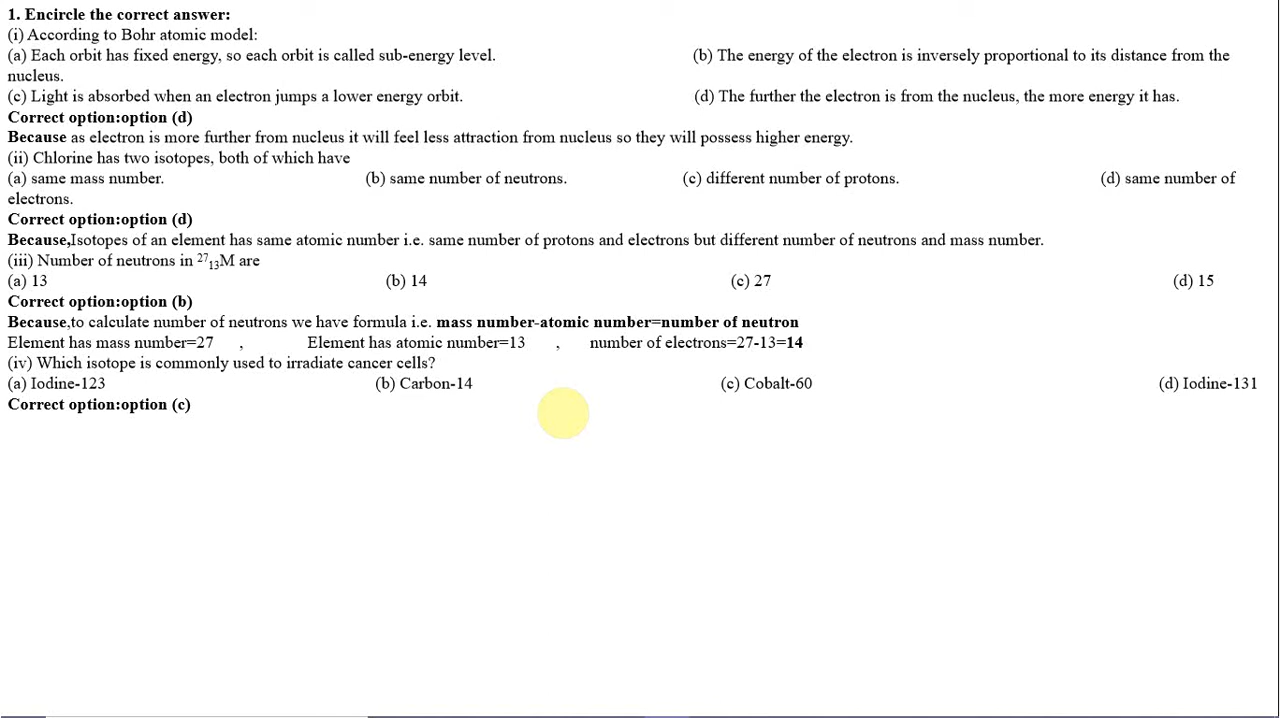 1. Encircle the correct answer:
(i) According to Bohr atomic model:
(a) Each orbit has fixed energy, so each orbit is called sub-energy level. (b) The energy of the electron is inversely proportional to its distance from the
nucleus.
(c) Light is absorbed when an electron jumps a lower energy orbit. (d) The further the electron is from the nucleus, the more energy it has.
Correct option:option (d)
Because as electron is more further from nucleus it will feel less attraction from nucleus so they will possess higher energy.
(ii) Chlorine has two isotopes, both of which have
(a) same mass number. (b) same number of neutrons. (c) different number of protons. (d) same number of
electrons.
Correct option:option (d)
Because,Isotopes of an element has same atomic number i.e. same number of protons and electrons but different number of neutrons and mass number.
(iii) Number of neutrons in ²⁷₁₃M are
(a) 13 (b) 14 (c) 27 (d) 15
Correct option:option (b)
Because,to calculate number of neutrons we have formula i.e. mass number-atomic number=number of neutron
Element has mass number=27 , Element has atomic number=13 , number of electrons=27-13=14
(iv) Which isotope is commonly used to irradiate cancer cells?
(a) Iodine-123 (b) Carbon-14 (c) Cobalt-60 (d) Iodine-131
Correct option:option (c)